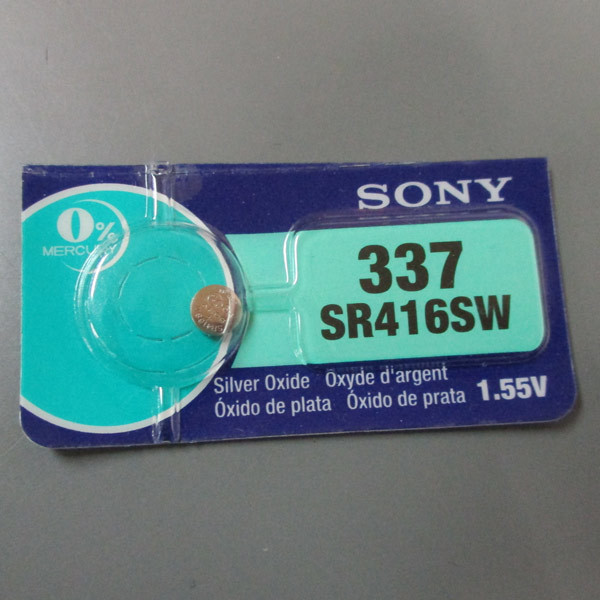 SONY
0%
MERCURY
337
SR416SW
Silver Oxide Oxyde d'argent
Óxido de plata Óxido de prata 1.55V